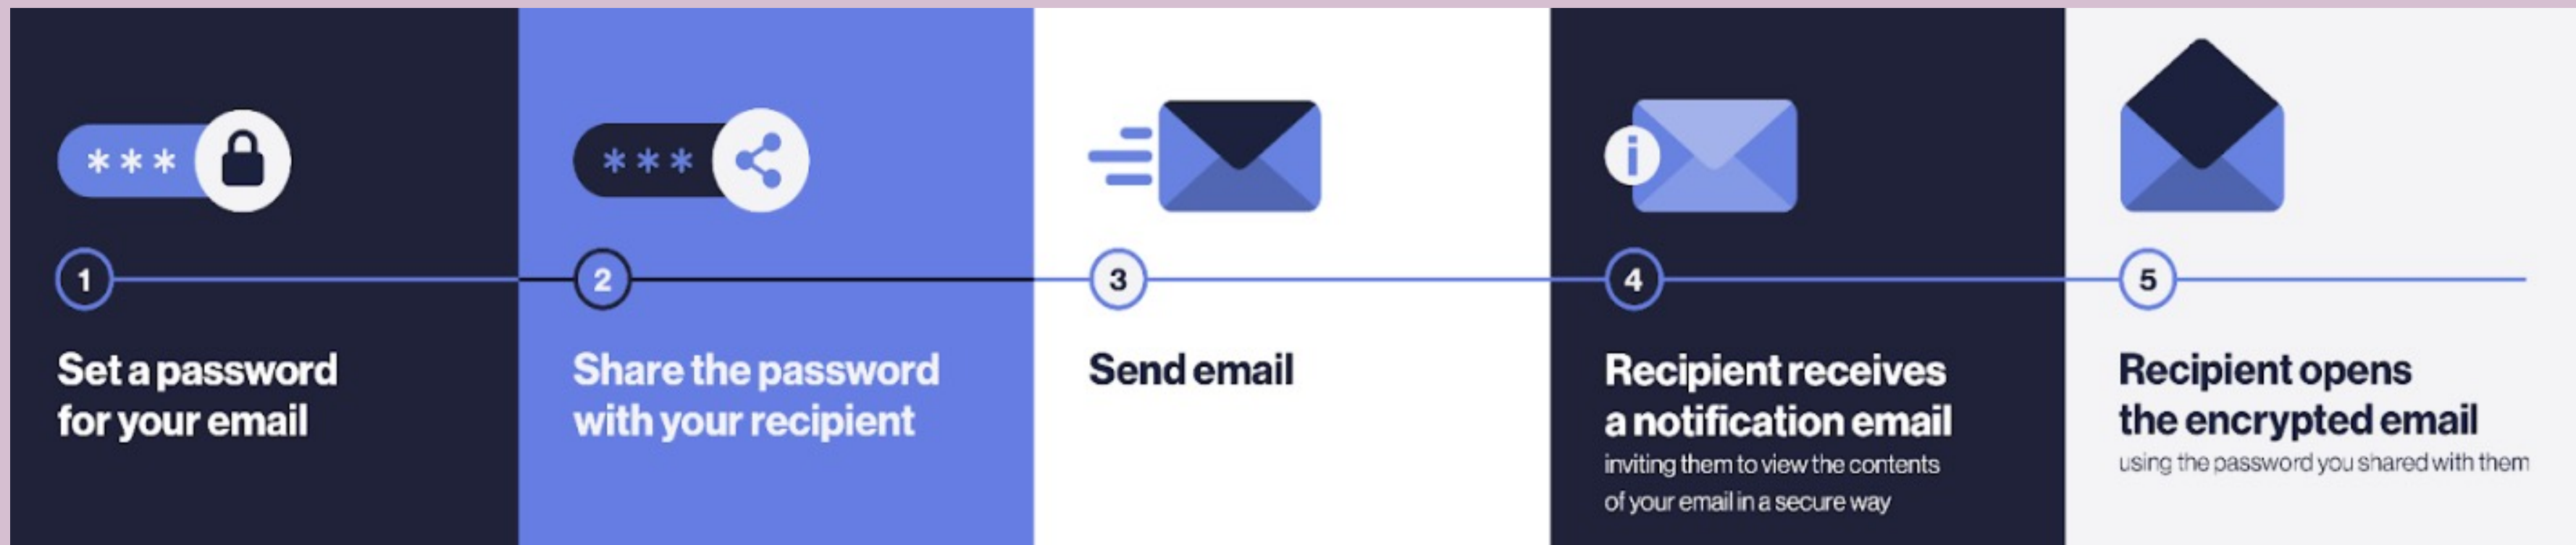 ***
1
Set a password
for your email
***
2
Share the password
with your recipient
3
Send email
i
4
Recipient receives
a notification email
inviting them to view the contents
of your email in a secure way
5
Recipient opens
the encrypted email
using the password you shared with them